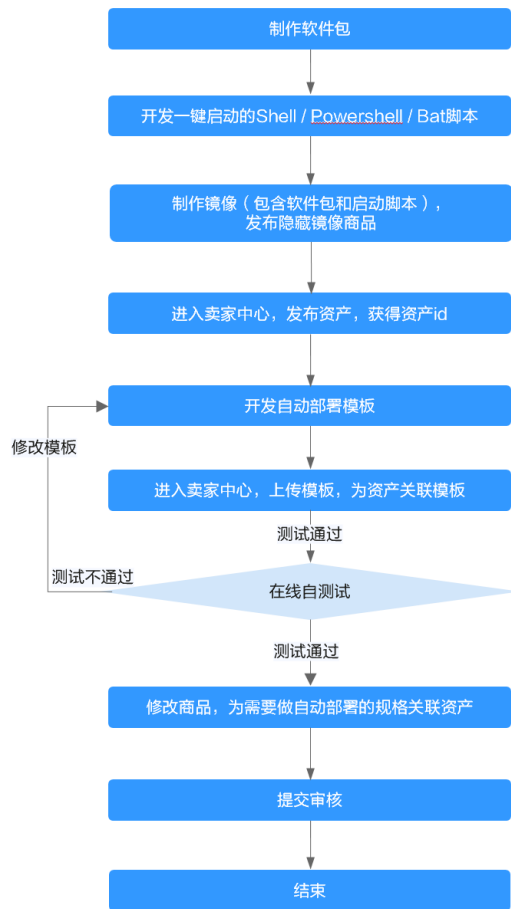 制作软件包
开发一键启动的Shell / Powershell / Bat脚本
制作镜像（包含软件包和启动脚本），
发布隐藏镜像商品
进入卖家中心，发布资产，获得资产id
开发自动部署模板
修改模板
进入卖家中心，上传模板，为资产关联模板
测试通过
测试不通过
在线自测试
测试通过
修改商品，为需要做自动部署的规格关联资产
提交审核
结束